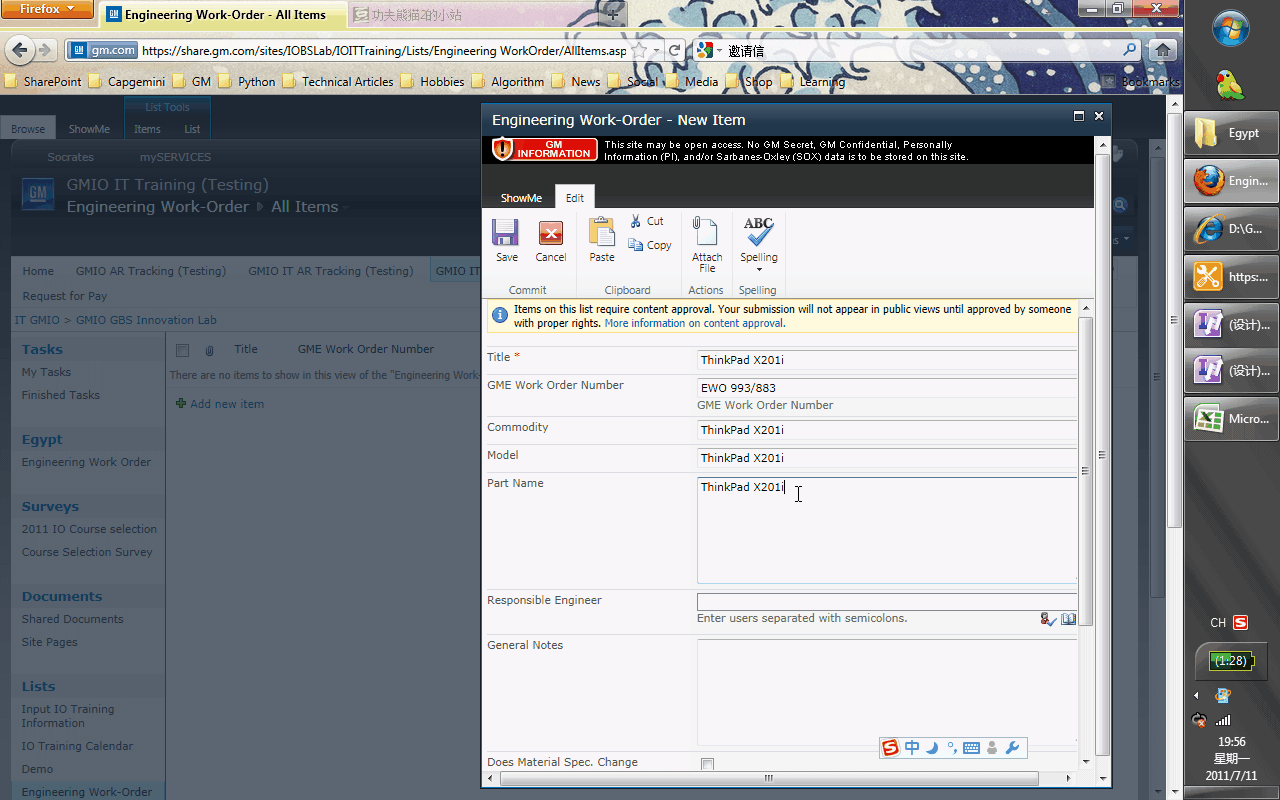 Firefox
Engineering Work-Order - All Items
功夫熊猫2的小站
gm.com
https://share.gm.com/sites/IOBSLab/IOITTraining/Lists/Engineering WorkOrder/AllItems.asp
邀请信
SharePoint
Capgemini
GM
Python
Technical Articles
Hobbies
Algorithm
News
Social
Media
Shop
Learning
Bookmarks
List Tools
Browse
ShowMe
Items
List
Socrates
mySERVICES
GM
GMIO IT Training (Testing)
Engineering Work-Order
All Items
Home
GMIO AR Tracking (Testing)
GMIO IT AR Tracking (Testing)
GMIO IT
Request for Pay
IT GMIO > GMIO GBS Innovation Lab
Tasks
My Tasks
Finished Tasks
Egypt
Engineering Work Order
Surveys
2011 IO Course selection
Course Selection Survey
Documents
Shared Documents
Site Pages
Lists
Input IO Training
Information
IO Training Calendar
Demo
Engineering Work-Order
Title
GME Work Order Number
There are no items to show in this view of the "Engineering Work-
Add new item
Engineering Work-Order - New Item
GM
INFORMATION
This site may be open access. No GM Secret, GM Confidential, Personally
Information (PI), and/or Sarbanes-Oxley (SOX) data is to be stored on this site.
ShowMe
Edit
Save
Cancel
Paste
Cut
Copy
Attach
File
ABC
Spelling
Commit
Clipboard
Actions
Spelling
Items on this list require content approval. Your submission will not appear in public views until approved by someone
with proper rights. More information on content approval.
Title *
ThinkPad X201i
GME Work Order Number
EWO 993/883
GME Work Order Number
Commodity
ThinkPad X201i
Model
ThinkPad X201i
Part Name
ThinkPad X201i
Responsible Engineer
Enter users separated with semicolons.
General Notes
Does Material Spec. Change
中
Egypt
Engin...
D:\G...
https:...
(设计)...
(设计)...
Micro...
CH
(1:28)
19:56
星期一
2011/7/11